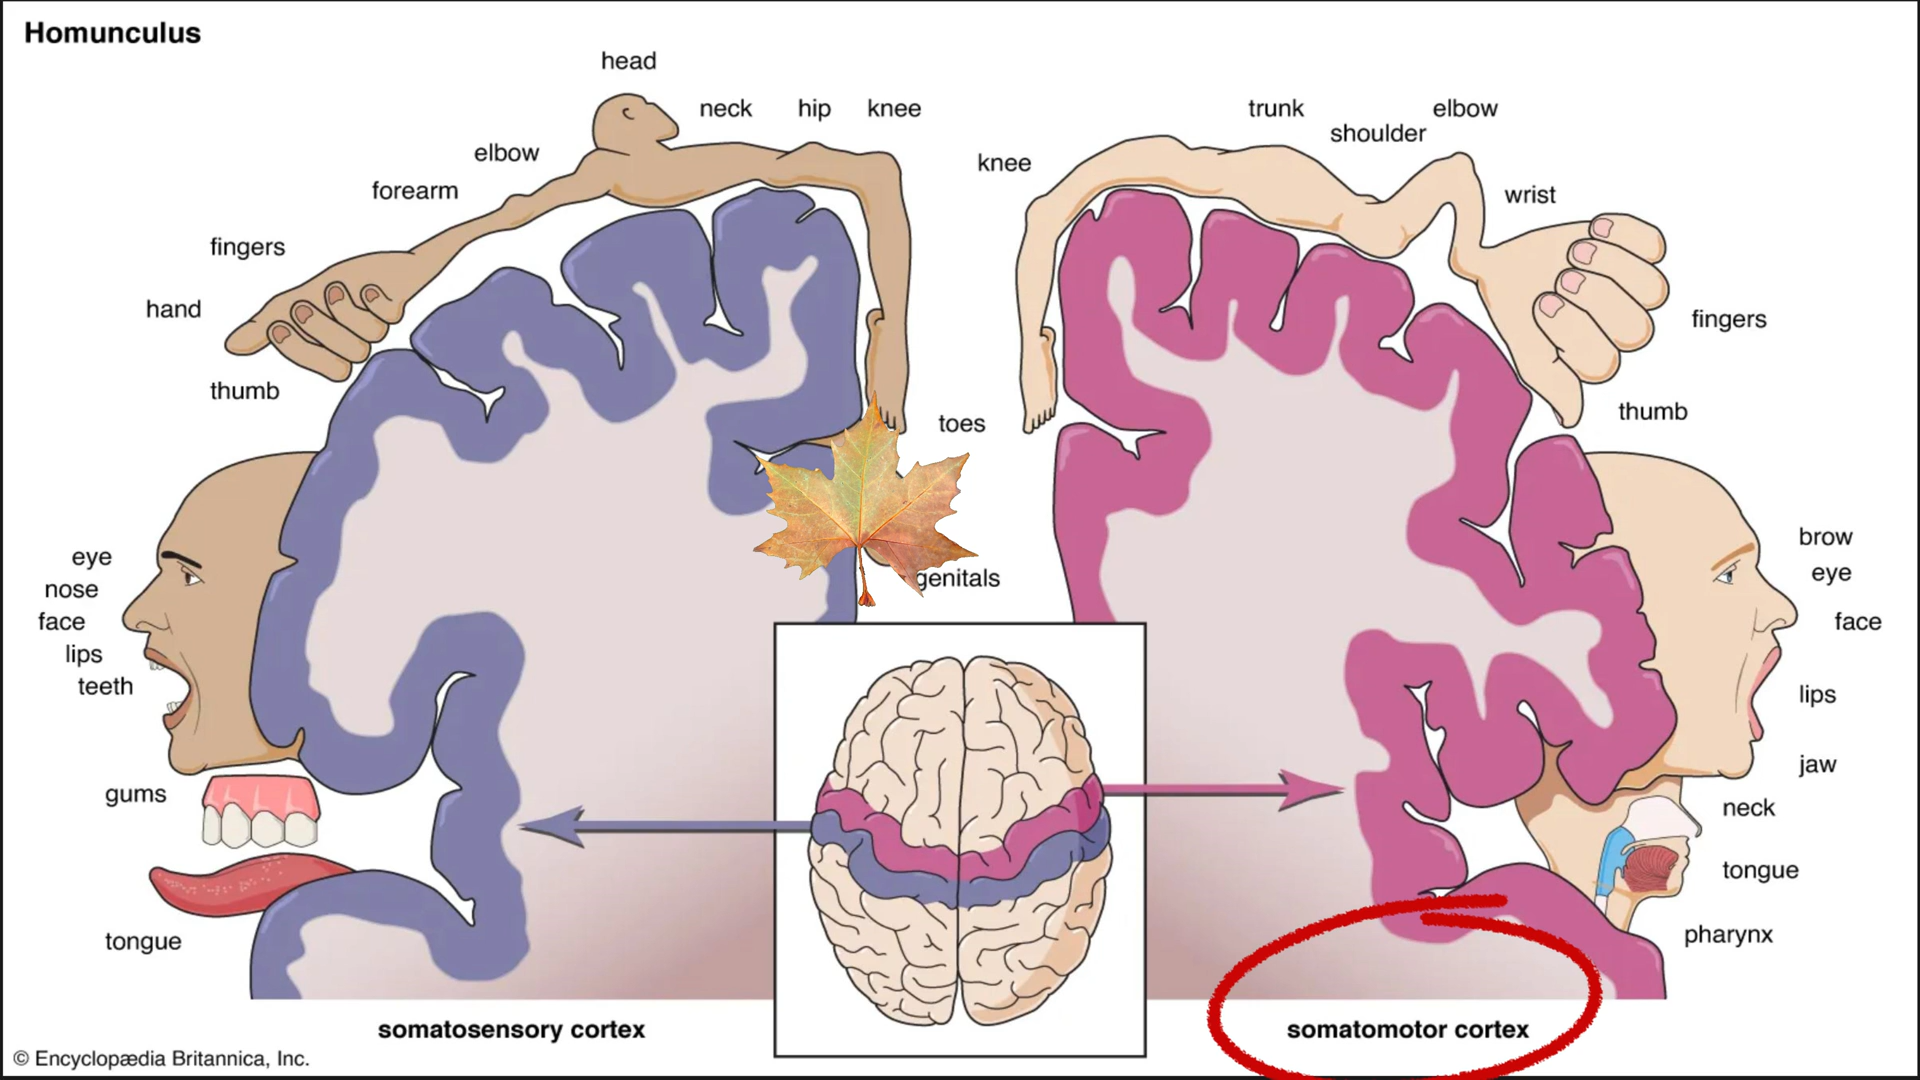 Homunculus
head
neck
hip
knee
elbow
forearm
fingers
hand
thumb
toes
genitals
eye
nose
face
lips
teeth
gums
tongue
somatosensory cortex
trunk
elbow
shoulder
knee
wrist
fingers
thumb
brow
eye
face
lips
jaw
neck
tongue
pharynx
somatomotor cortex
© Encyclopædia Britannica, Inc.